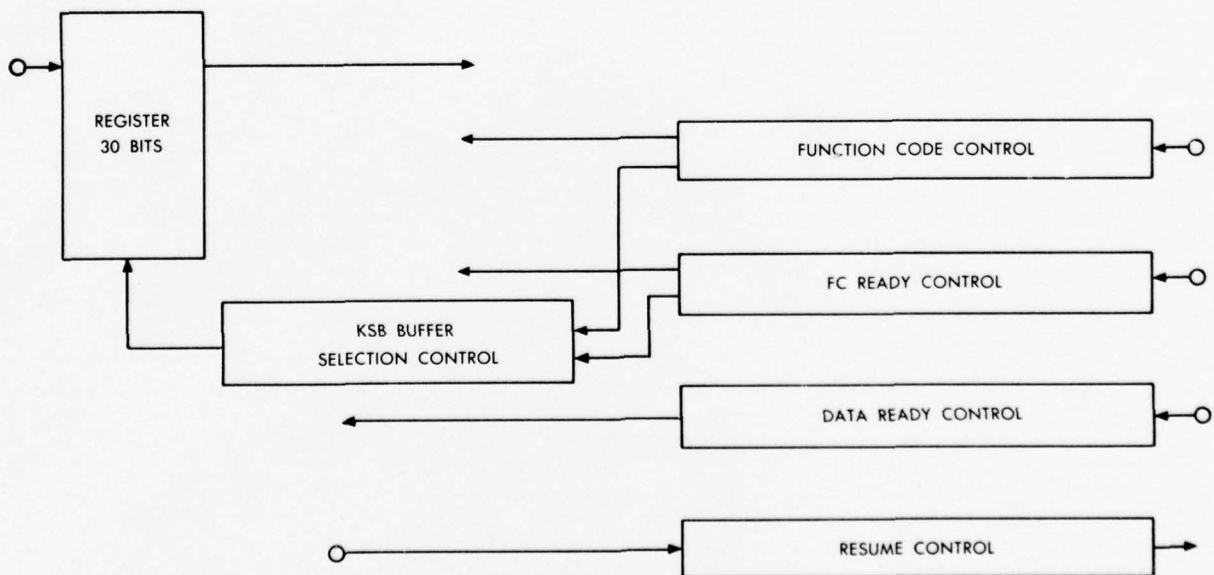 REGISTER
30 BITS
FUNCTION CODE CONTROL
FC READY CONTROL
KSB BUFFER
SELECTION CONTROL
DATA READY CONTROL
RESUME CONTROL